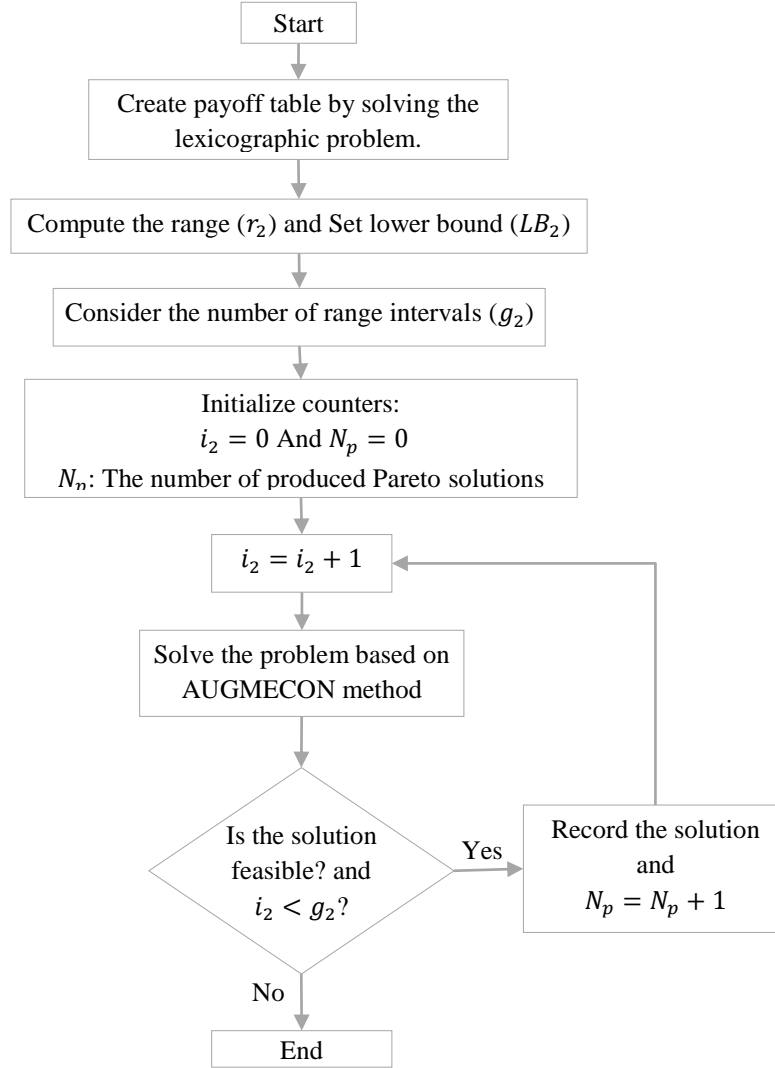 Start
Create payoff table by solving the
lexicographic problem.
Compute the range (𝑟₂) and Set lower bound (𝐿𝐵₂)
Consider the number of range intervals (𝑔₂)
Initialize counters:
𝑖₂ = 0 And 𝑁ₚ = 0
𝑁ₚ: The number of produced Pareto solutions
𝑖₂ = 𝑖₂ + 1
Solve the problem based on
AUGMECON method
Is the solution
feasible? and
𝑖₂ < 𝑔₂?
Yes
Record the solution
and
𝑁ₚ = 𝑁ₚ + 1
No
End